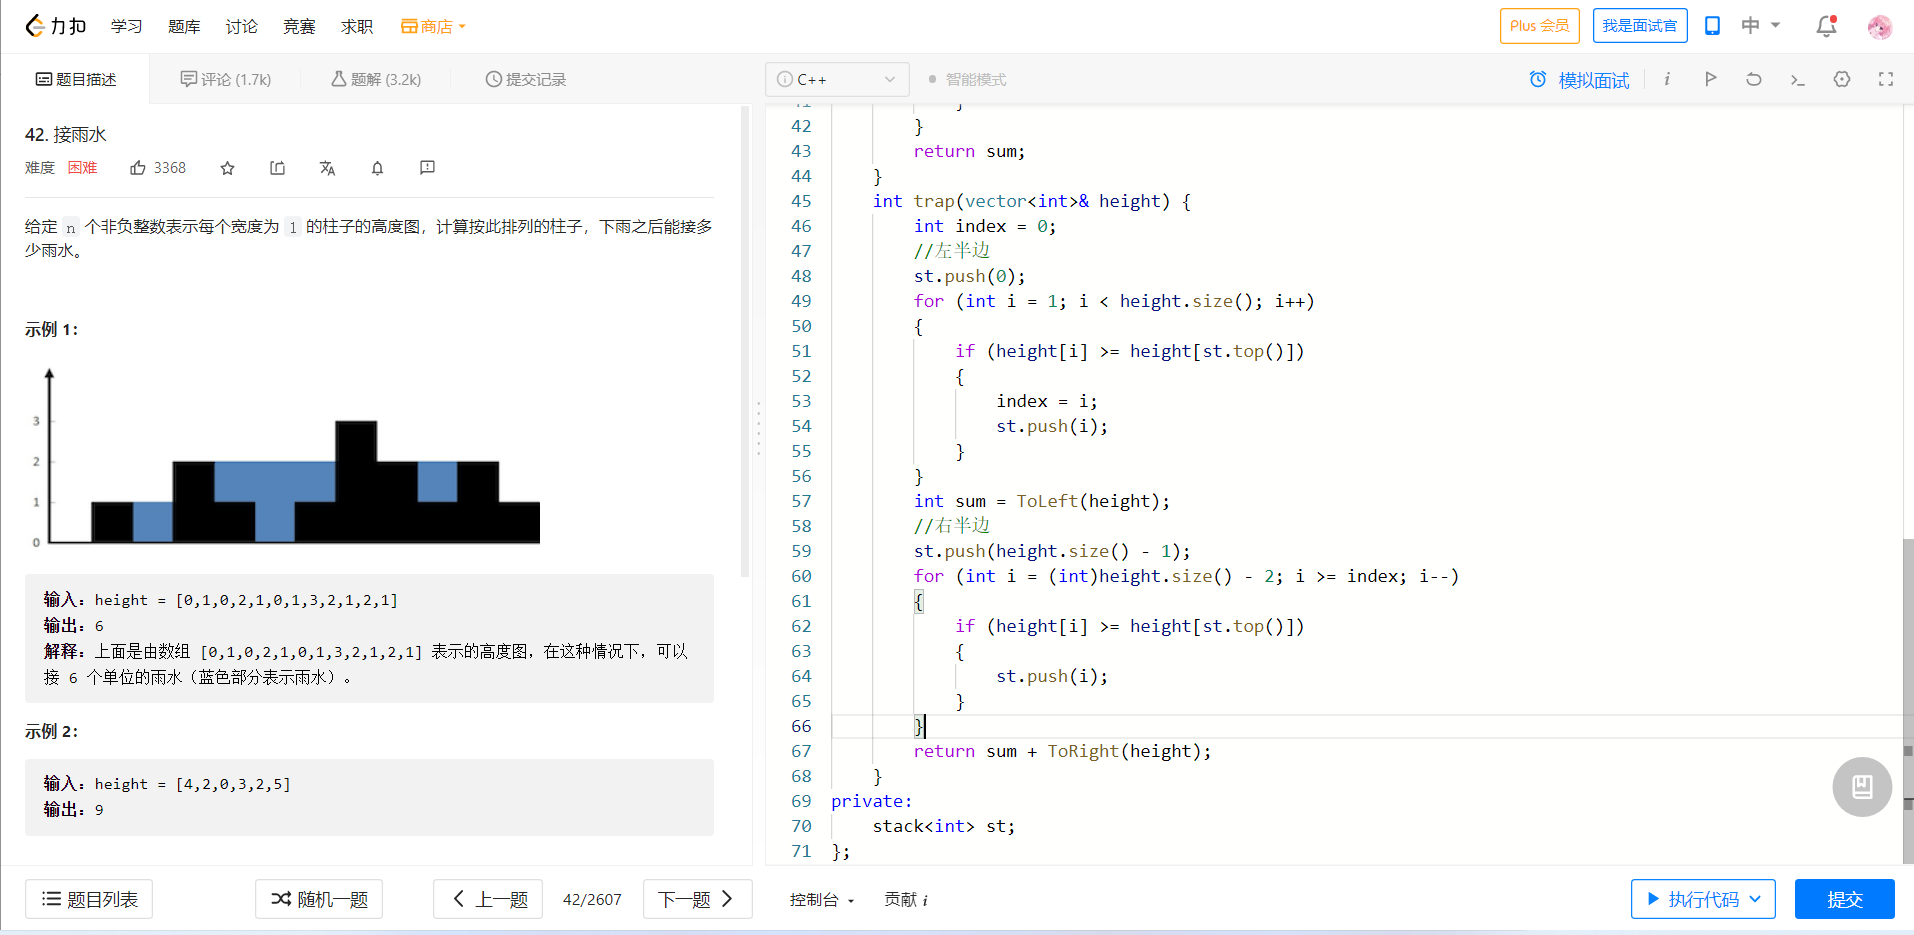 力扣 学习 题库 讨论 竞赛 求职 商店 Plus 会员 我是面试官 中
题目描述 评论 (1.7k) 题解 (3.2k) 提交记录 C++ 智能模式 模拟面试
42. 接雨水
难度 困难 3368
给定 n 个非负整数表示每个宽度为 1 的柱子的高度图，计算按此排列的柱子，下雨之后能接多
少雨水。
示例 1：
3
2
1
0
输入：height = [0,1,0,2,1,0,1,3,2,1,2,1]
输出：6
解释：上面是由数组 [0,1,0,2,1,0,1,3,2,1,2,1] 表示的高度图，在这种情况下，可以
接 6 个单位的雨水（蓝色部分表示雨水）。
示例 2：
输入：height = [4,2,0,3,2,5]
输出：9
41 }
42 }
43 return sum;
44 }
45 int trap(vector<int>& height) {
46 int index = 0;
47 //左半边
48 st.push(0);
49 for (int i = 1; i < height.size(); i++)
50 {
51 if (height[i] >= height[st.top()])
52 {
53 index = i;
54 st.push(i);
55 }
56 }
57 int sum = ToLeft(height);
58 //右半边
59 st.push(height.size() - 1);
60 for (int i = (int)height.size() - 2; i >= index; i--)
61 {
62 if (height[i] >= height[st.top()])
63 {
64 st.push(i);
65 }
66 }
67 return sum + ToRight(height);
68 }
69 private:
70 stack<int> st;
71 };
题目列表 随机一题 上一题 42/2607 下一题 控制台 贡献 i 执行代码 提交